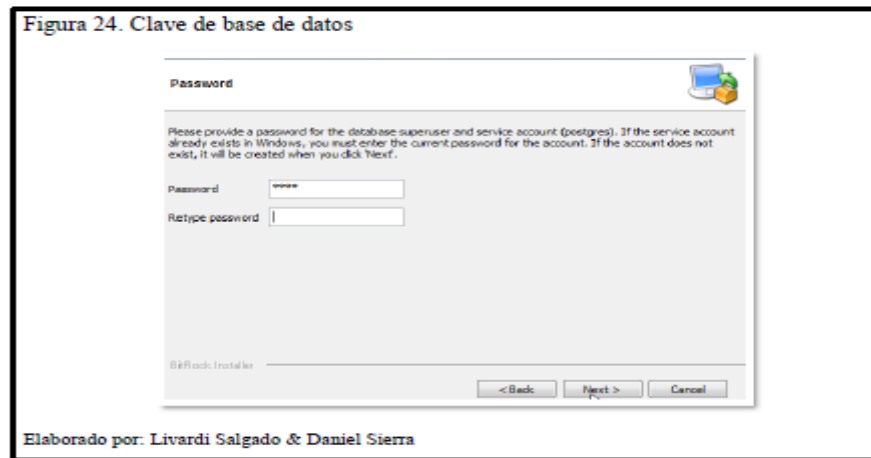 Figura 24. Clave de base de datos
Password
Please provide a password for the database superuser and service account (postgres). If the service account
already exists in Windows, you must enter the current password for the account. If the account does not
exist, it will be created when you click 'Next'.
Password ****
Retype password
BitRock Installer
< Back Next > Cancel
Elaborado por: Livardi Salgado & Daniel Sierra